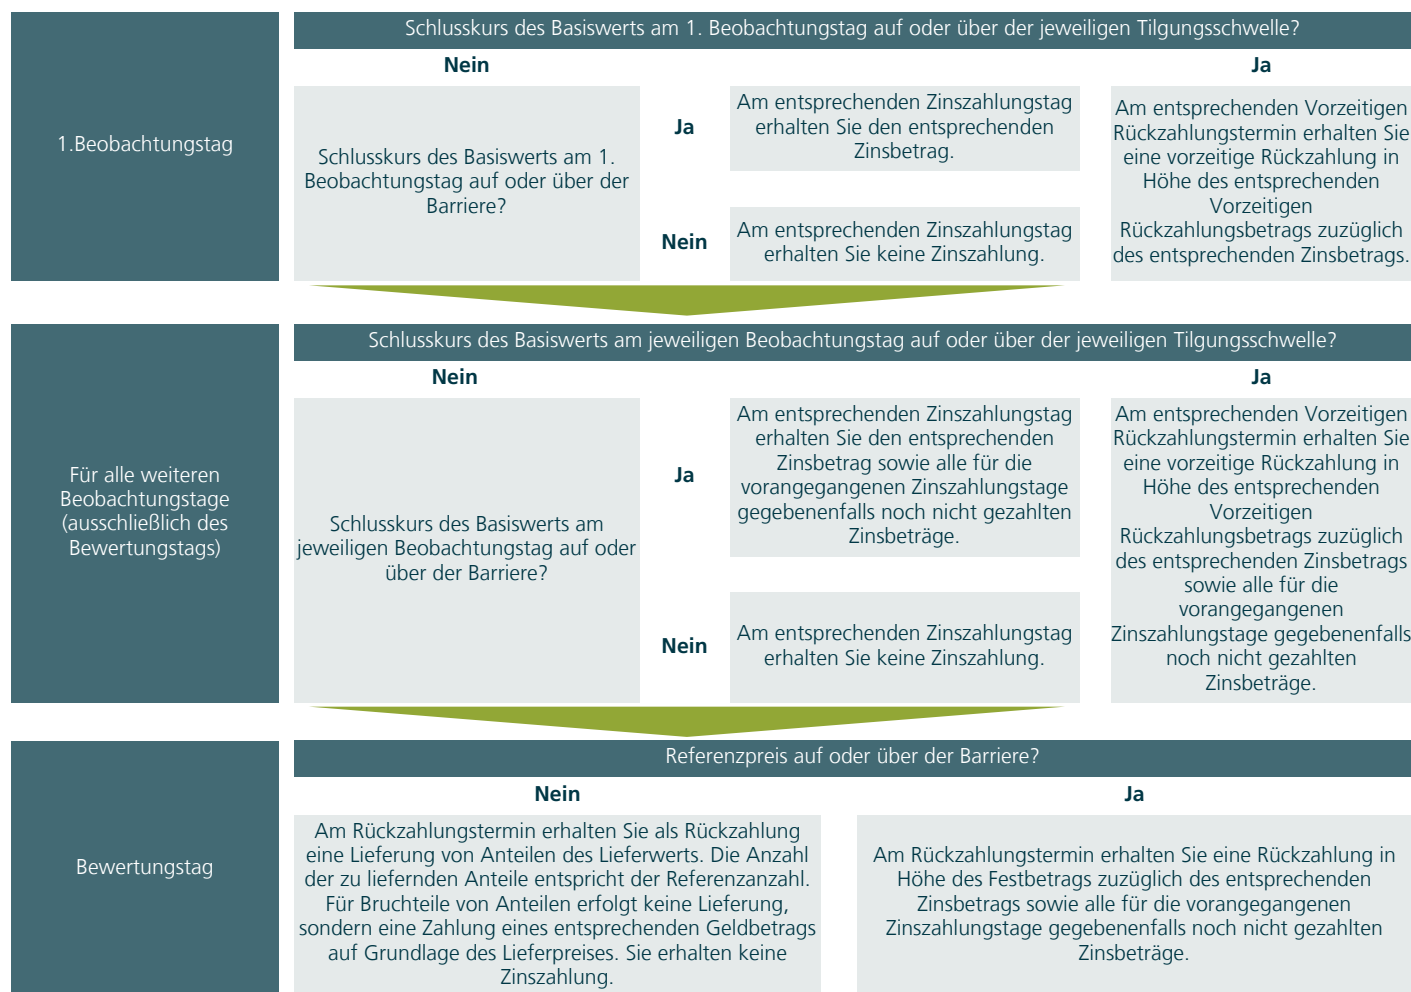 Schlusskurs des Basiswerts am 1. Beobachtungstag auf oder über der jeweiligen Tilgungsschwelle?
1.Beobachtungstag
Nein
Ja
Schlusskurs des Basiswerts am 1.
Beobachtungstag auf oder über der
Barriere?
Ja
Am entsprechenden Zinszahlungstag
erhalten Sie den entsprechenden
Zinsbetrag.
Nein
Am entsprechenden Zinszahlungstag
erhalten Sie keine Zinszahlung.
Am entsprechenden Vorzeitigen
Rückzahlungstermin erhalten Sie
eine vorzeitige Rückzahlung in
Höhe des entsprechenden
Vorzeitigen
Rückzahlungsbetrags zuzüglich
des entsprechenden Zinsbetrags.
Schlusskurs des Basiswerts am jeweiligen Beobachtungstag auf oder über der jeweiligen Tilgungsschwelle?
Für alle weiteren
Beobachtungstage
(ausschließlich des
Bewertungstags)
Nein
Ja
Schlusskurs des Basiswerts am
jeweiligen Beobachtungstag auf oder
über der Barriere?
Ja
Am entsprechenden Zinszahlungstag
erhalten Sie den entsprechenden
Zinsbetrag sowie alle für die
vorangegangenen Zinszahlungstage
gegebenenfalls noch nicht gezahlten
Zinsbeträge.
Nein
Am entsprechenden Zinszahlungstag
erhalten Sie keine Zinszahlung.
Am entsprechenden Vorzeitigen
Rückzahlungstermin erhalten Sie
eine vorzeitige Rückzahlung in
Höhe des entsprechenden
Vorzeitigen
Rückzahlungsbetrags zuzüglich
des entsprechenden Zinsbetrags
sowie alle für die
vorangegangenen
Zinszahlungstage gegebenenfalls
noch nicht gezahlten
Zinsbeträge.
Referenzpreis auf oder über der Barriere?
Bewertungstag
Nein
Ja
Am Rückzahlungstermin erhalten Sie als Rückzahlung
eine Lieferung von Anteilen des Lieferwerts. Die Anzahl
der zu liefernden Anteile entspricht der Referenzanzahl.
Für Bruchteile von Anteilen erfolgt keine Lieferung,
sondern eine Zahlung eines entsprechenden Geldbetrags
auf Grundlage des Lieferpreises. Sie erhalten keine
Zinszahlung.
Am Rückzahlungstermin erhalten Sie eine Rückzahlung in
Höhe des Festbetrags zuzüglich des entsprechenden
Zinsbetrags sowie alle für die vorangegangenen
Zinszahlungstage gegebenenfalls noch nicht gezahlten
Zinsbeträge.